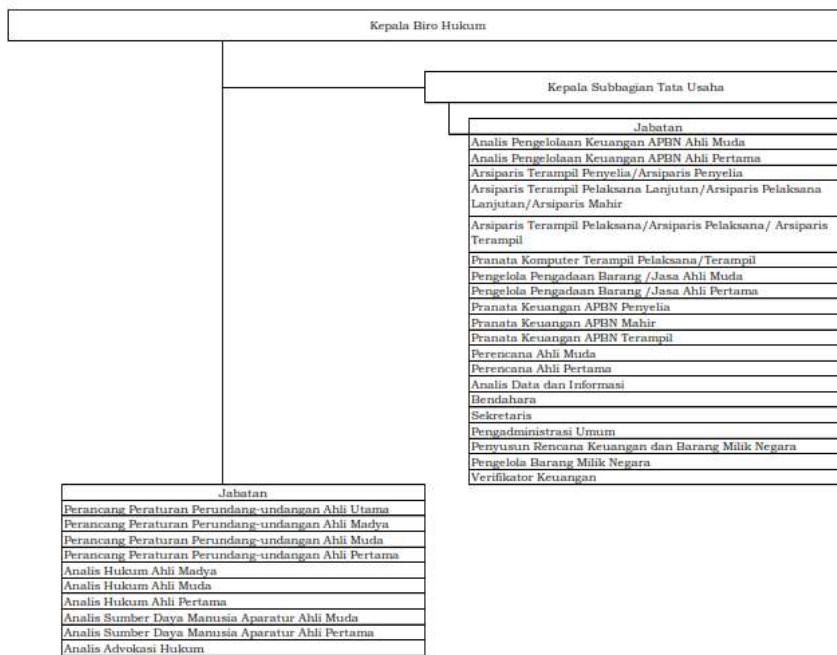 Kepala Biro Hukum
Kepala Subbagian Tata Usaha
Jabatan
Analis Pengelolaan Keuangan APBN Ahli Muda
Analis Pengelolaan Keuangan APBN Ahli Pertama
Arsiparis Terampil Penyelia/Arsiparis Penyelia
Arsiparis Terampil Pelaksana Lanjutan/Arsiparis Pelaksana
Lanjutan/Arsiparis Mahir
Arsiparis Terampil Pelaksana/Arsiparis Pelaksana/ Arsiparis
Terampil
Pranata Komputer Terampil Pelaksana/Terampil
Pengelola Pengadaan Barang /Jasa Ahli Muda
Pengelola Pengadaan Barang /Jasa Ahli Pertama
Pranata Keuangan APBN Penyelia
Pranata Keuangan APBN Mahir
Pranata Keuangan APBN Terampil
Perencana Ahli Muda
Perencana Ahli Pertama
Analis Data dan Informasi
Bendahara
Sekretaris
Pengadministrasi Umum
Penyusun Rencana Keuangan dan Barang Milik Negara
Pengelola Barang Milik Negara
Verifikator Keuangan
Jabatan
Perancang Peraturan Perundang-undangan Ahli Utama
Perancang Peraturan Perundang-undangan Ahli Madya
Perancang Peraturan Perundang-undangan Ahli Muda
Perancang Peraturan Perundang-undangan Ahli Pertama
Analis Hukum Ahli Madya
Analis Hukum Ahli Muda
Analis Hukum Ahli Pertama
Analis Sumber Daya Manusia Aparatur Ahli Muda
Analis Sumber Daya Manusia Aparatur Ahli Pertama
Analis Advokasi Hukum